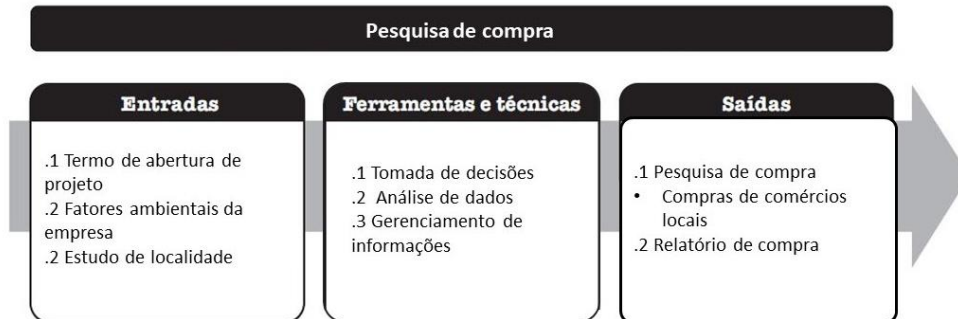 Pesquisa de compra
Entradas
.1 Termo de abertura de
projeto
.2 Fatores ambientais da
empresa
.2 Estudo de localidade
Ferramentas e técnicas
.1 Tomada de decisões
.2 Análise de dados
.3 Gerenciamento de
informações
Saídas
.1 Pesquisa de compra
• Compras de comércios
locais
.2 Relatório de compra